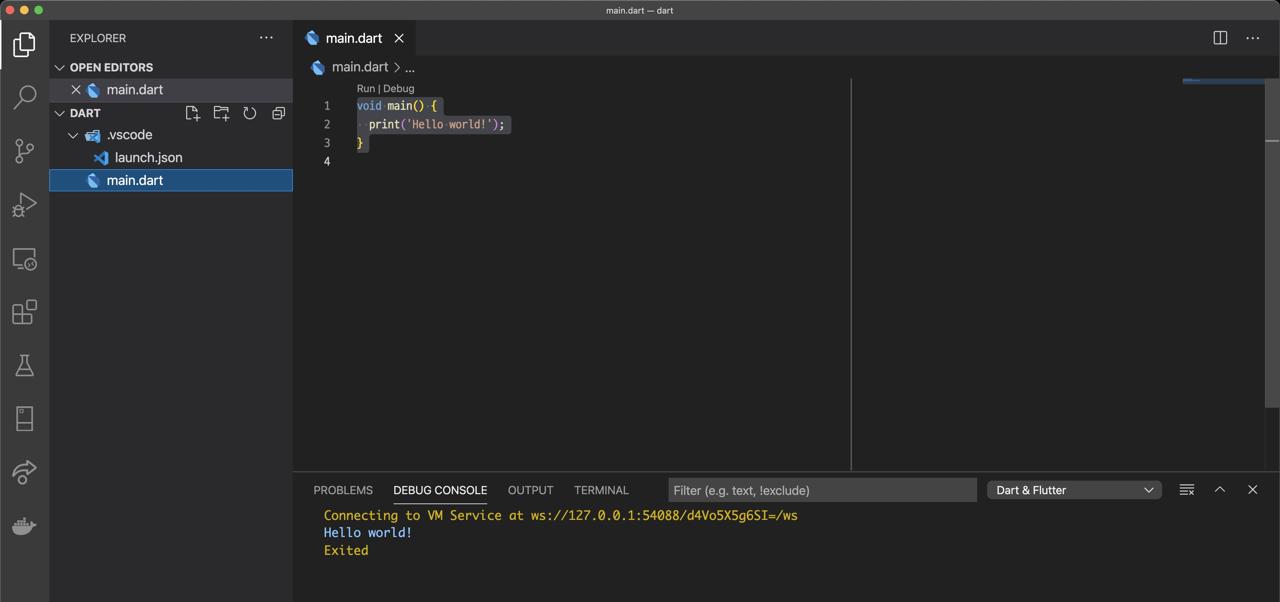 main.dart — dart
EXPLORER
OPEN EDITORS
main.dart
DART
.vscode
launch.json
main.dart
main.dart
main.dart > ...
Run | Debug
1 void main() {
2 print('Hello world!');
3 }
4
PROBLEMS DEBUG CONSOLE OUTPUT TERMINAL Filter (e.g. text, !exclude) Dart & Flutter
Connecting to VM Service at ws://127.0.0.1:54088/d4Vo5X5g6SI=/ws
Hello world!
Exited